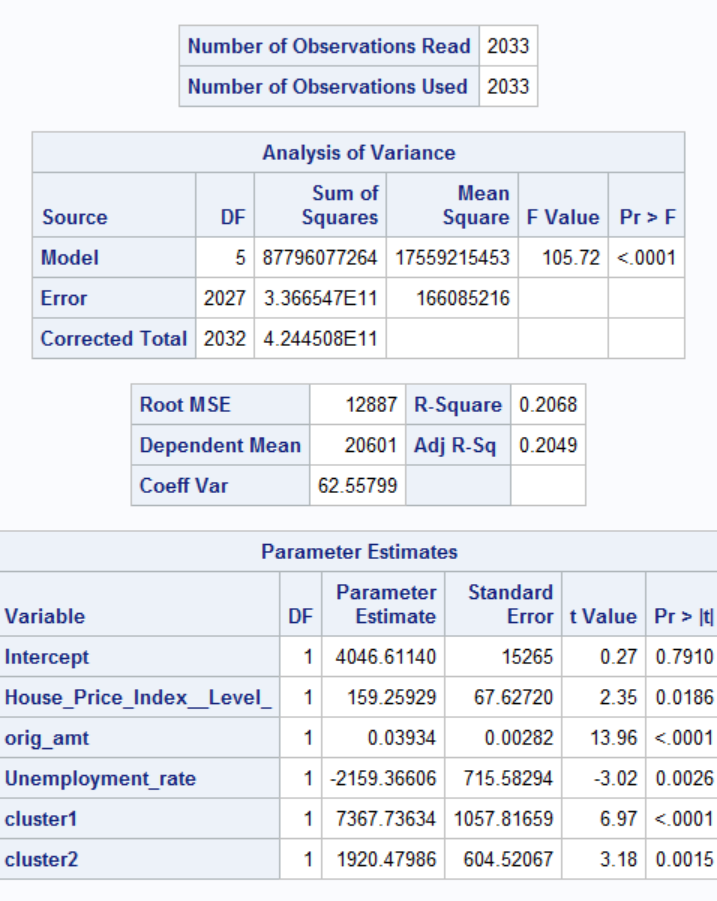 Number of Observations Read 2033
Number of Observations Used 2033
Analysis of Variance
Source DF Sum of Squares Mean Square F Value Pr > F
Model 5 87796077264 17559215453 105.72 <.0001
Error 2027 3.366547E11 166085216
Corrected Total 2032 4.244508E11
Root MSE 12887 R-Square 0.2068
Dependent Mean 20601 Adj R-Sq 0.2049
Coeff Var 62.55799
Parameter Estimates
Variable DF Parameter Estimate Standard Error t Value Pr > |t|
Intercept 1 4046.61140 15265 0.27 0.7910
House_Price_Index__Level_ 1 159.25929 67.62720 2.35 0.0186
orig_amt 1 0.03934 0.00282 13.96 <.0001
Unemployment_rate 1 -2159.36606 715.58294 -3.02 0.0026
cluster1 1 7367.73634 1057.81659 6.97 <.0001
cluster2 1 1920.47986 604.52067 3.18 0.0015